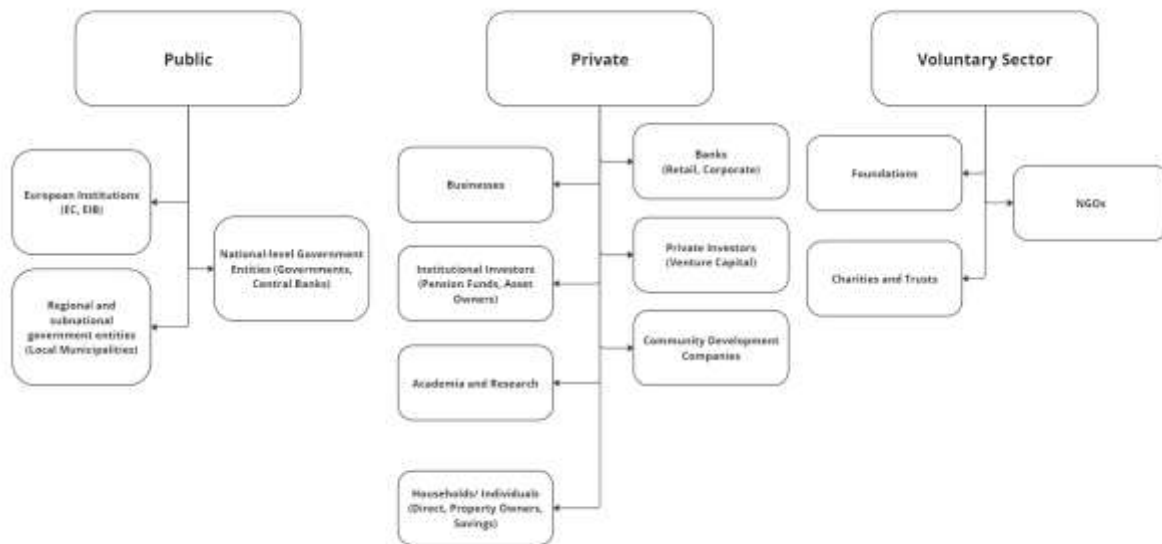 Public
Private
Voluntary Sector
European Institutions
(EC, EIB)
National-level Government
Entities (Governments,
Central Banks)
Regional and
subnational
government entities
(Local Municipalities)
Businesses
Banks
(Retail, Corporate)
Institutional Investors
(Pension Funds, Asset
Owners)
Private Investors
(Venture Capital)
Academia and Research
Community Development
Companies
Households/ Individuals
(Direct, Property Owners,
Savings)
Foundations
NGOs
Charities and Trusts